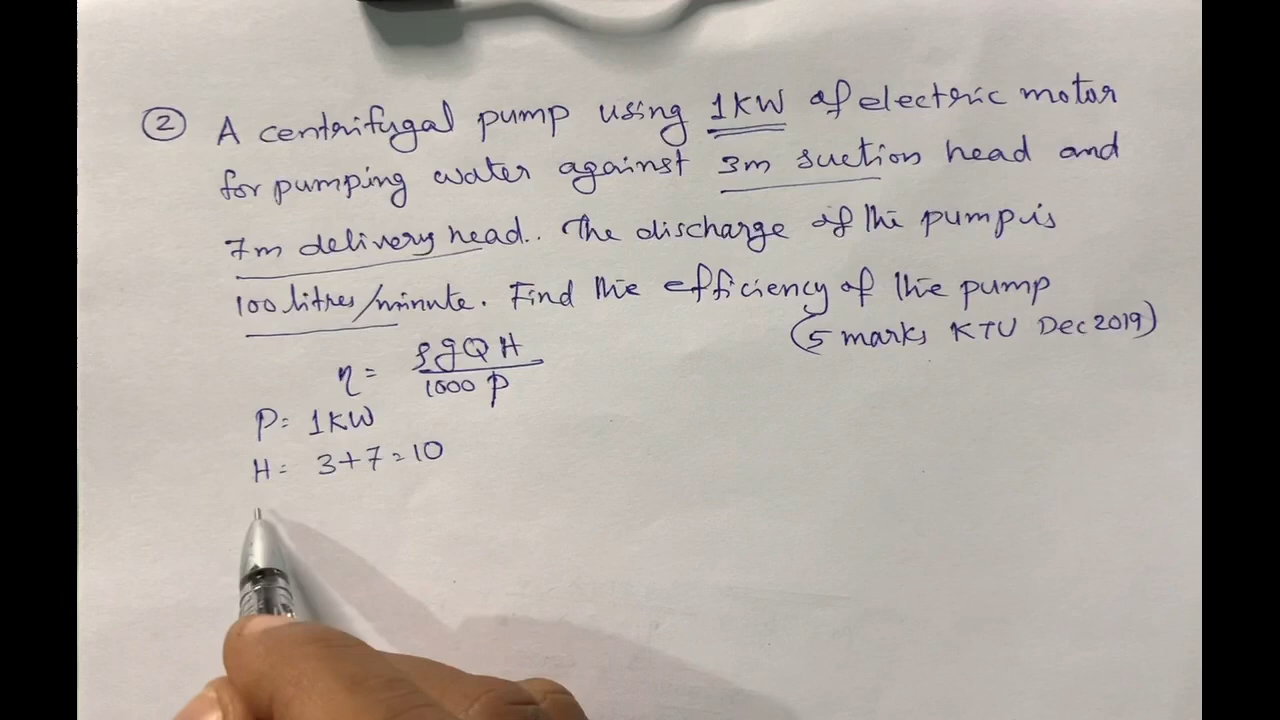 ② A centrifugal pump using 1KW of electric motor
for pumping water against 3m suction head and
7m delivery head.. The discharge of the pump is
100 litres/minute. Find the efficiency of the pump
(5 marks KTU Dec 2019)
η = ρgQH / 1000 P
P = 1KW
H = 3+7=10